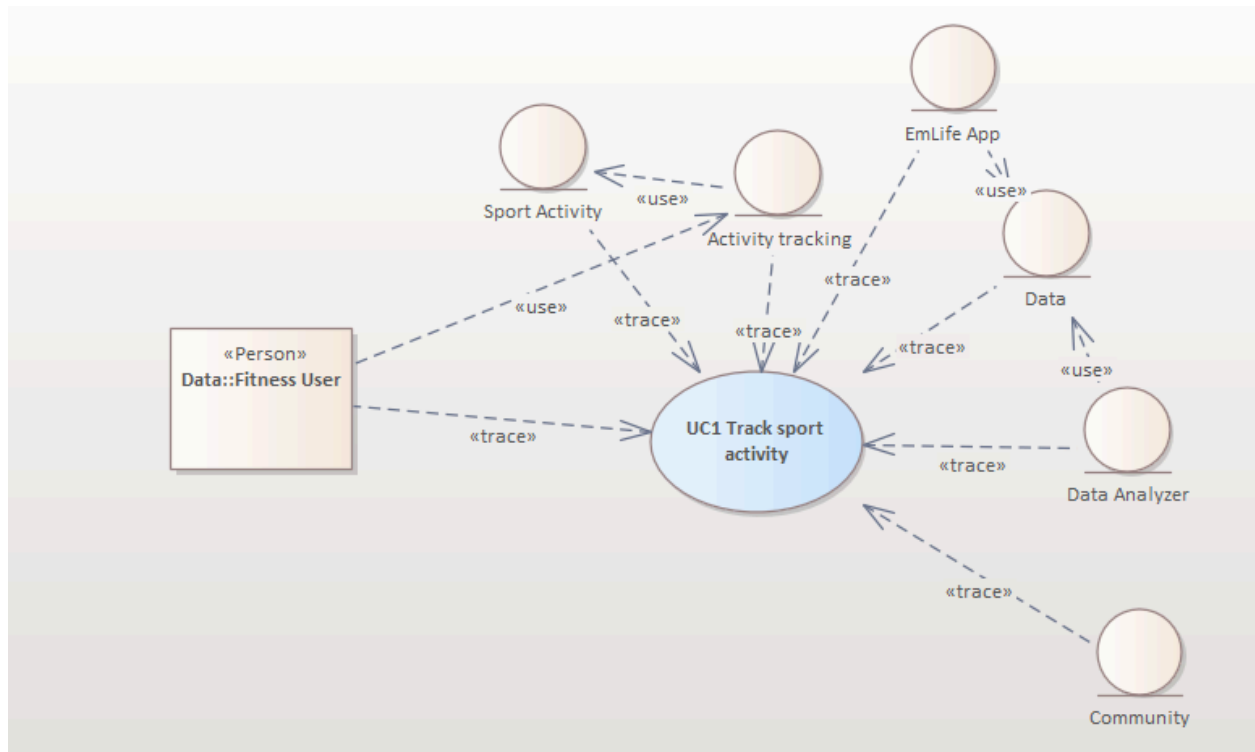 EmLife App
Sport Activity
«use»
«use»
Activity tracking
«trace»
Data
«use»
«trace»
«trace»
«trace»
«Person»
Data::Fitness User
«use»
UC1 Track sport
activity
«trace»
«trace»
Data Analyzer
«trace»
Community